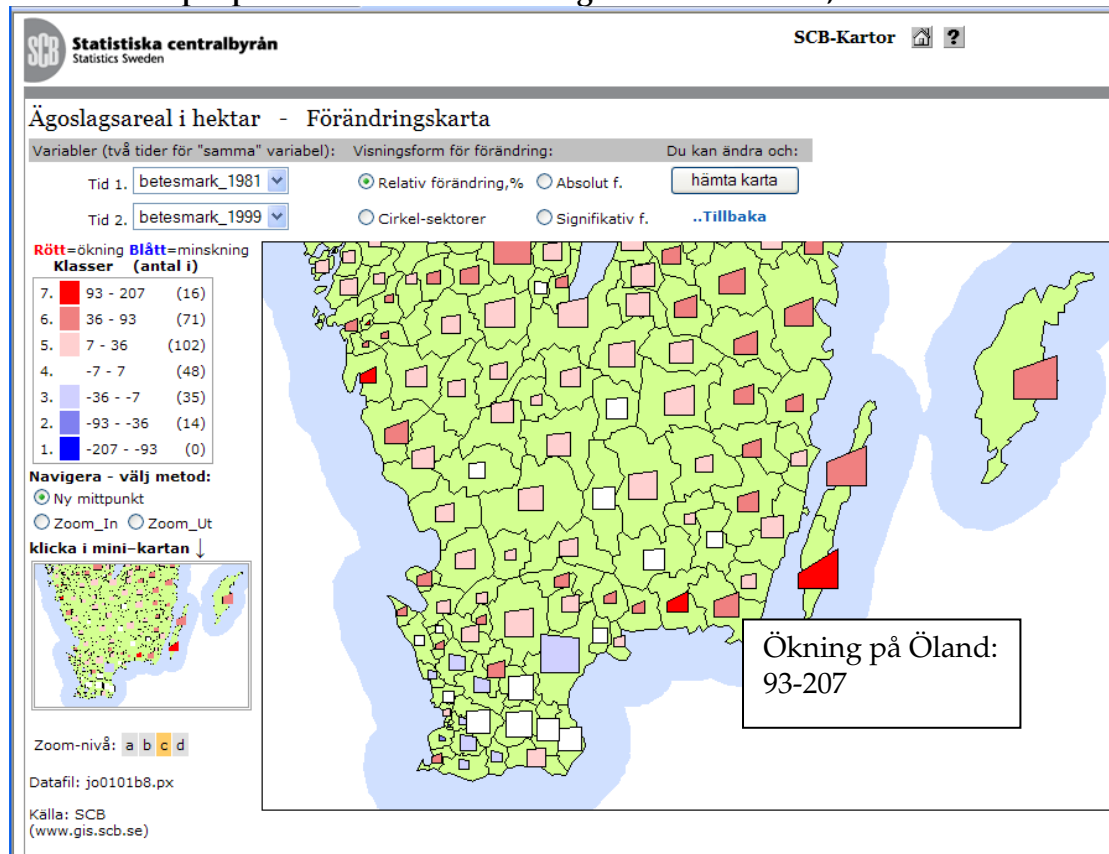 SCB
Statistiska centralbyrån
Statistics Sweden
SCB-Kartor ?
Ägoslagsareal i hektar - Förändringskarta
Variabler (två tider för "samma" variabel): Visningsform för förändring: Du kan ändra och:
Tid 1. betesmark_1981 Relativ förändring,% Absolut f. hämta karta
Tid 2. betesmark_1999 Cirkel-sektorer Signifikativ f. ..Tillbaka
Rött=ökning Blått=minskning
Klasser (antal i)
7. 93 - 207 (16)
6. 36 - 93 (71)
5. 7 - 36 (102)
4. -7 - 7 (48)
3. -36 - -7 (35)
2. -93 - -36 (14)
1. -207 - -93 (0)
Navigera - välj metod:
Ny mittpunkt
Zoom_In Zoom_Ut
klicka i mini-kartan ↓
Ökning på Öland:
93-207
Zoom-nivå: a b c d
Datafil: jo0101b8.px
Källa: SCB
(www.gis.scb.se)